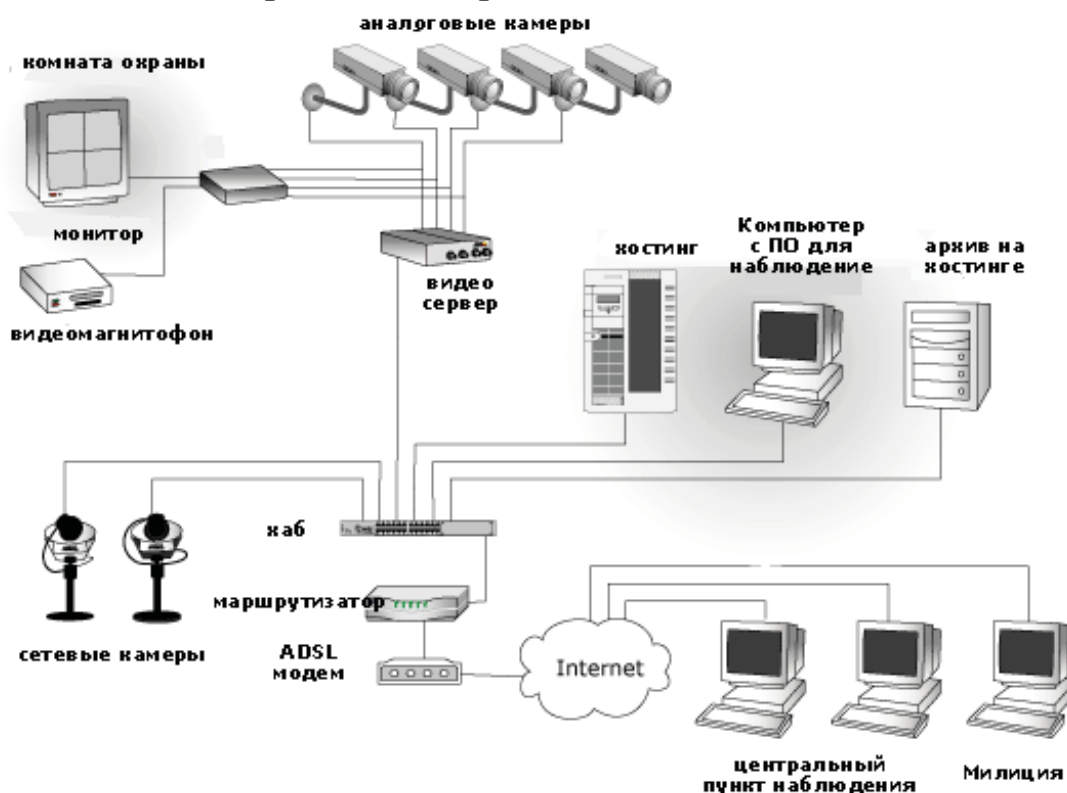 аналоговые камеры
комната охраны
монитор
видеомагнитофон
видео
сервер
хостинг
Компьютер
с ПО для
наблюдение
архив на
хостинге
хаб
маршрутизатор
сетевые камеры
ADSL
модем
Internet
центральный
пункт наблюдения
Милиция